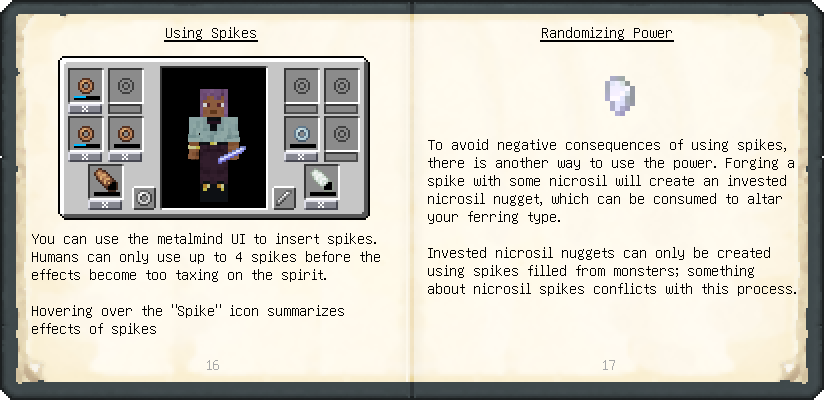 Using Spikes
You can use the metalmind UI to insert spikes.
Humans can only use up to 4 spikes before the
effects become too taxing on the spirit.
Hovering over the "Spike" icon summarizes
effects of spikes
16
Randomizing Power
To avoid negative consequences of using spikes,
there is another way to use the power. Forging a
spike with some nicrosil will create an invested
nicrosil nugget, which can be consumed to altar
your ferring type.
Invested nicrosil nuggets can only be created
using spikes filled from monsters; something
about nicrosil spikes conflicts with this process.
17